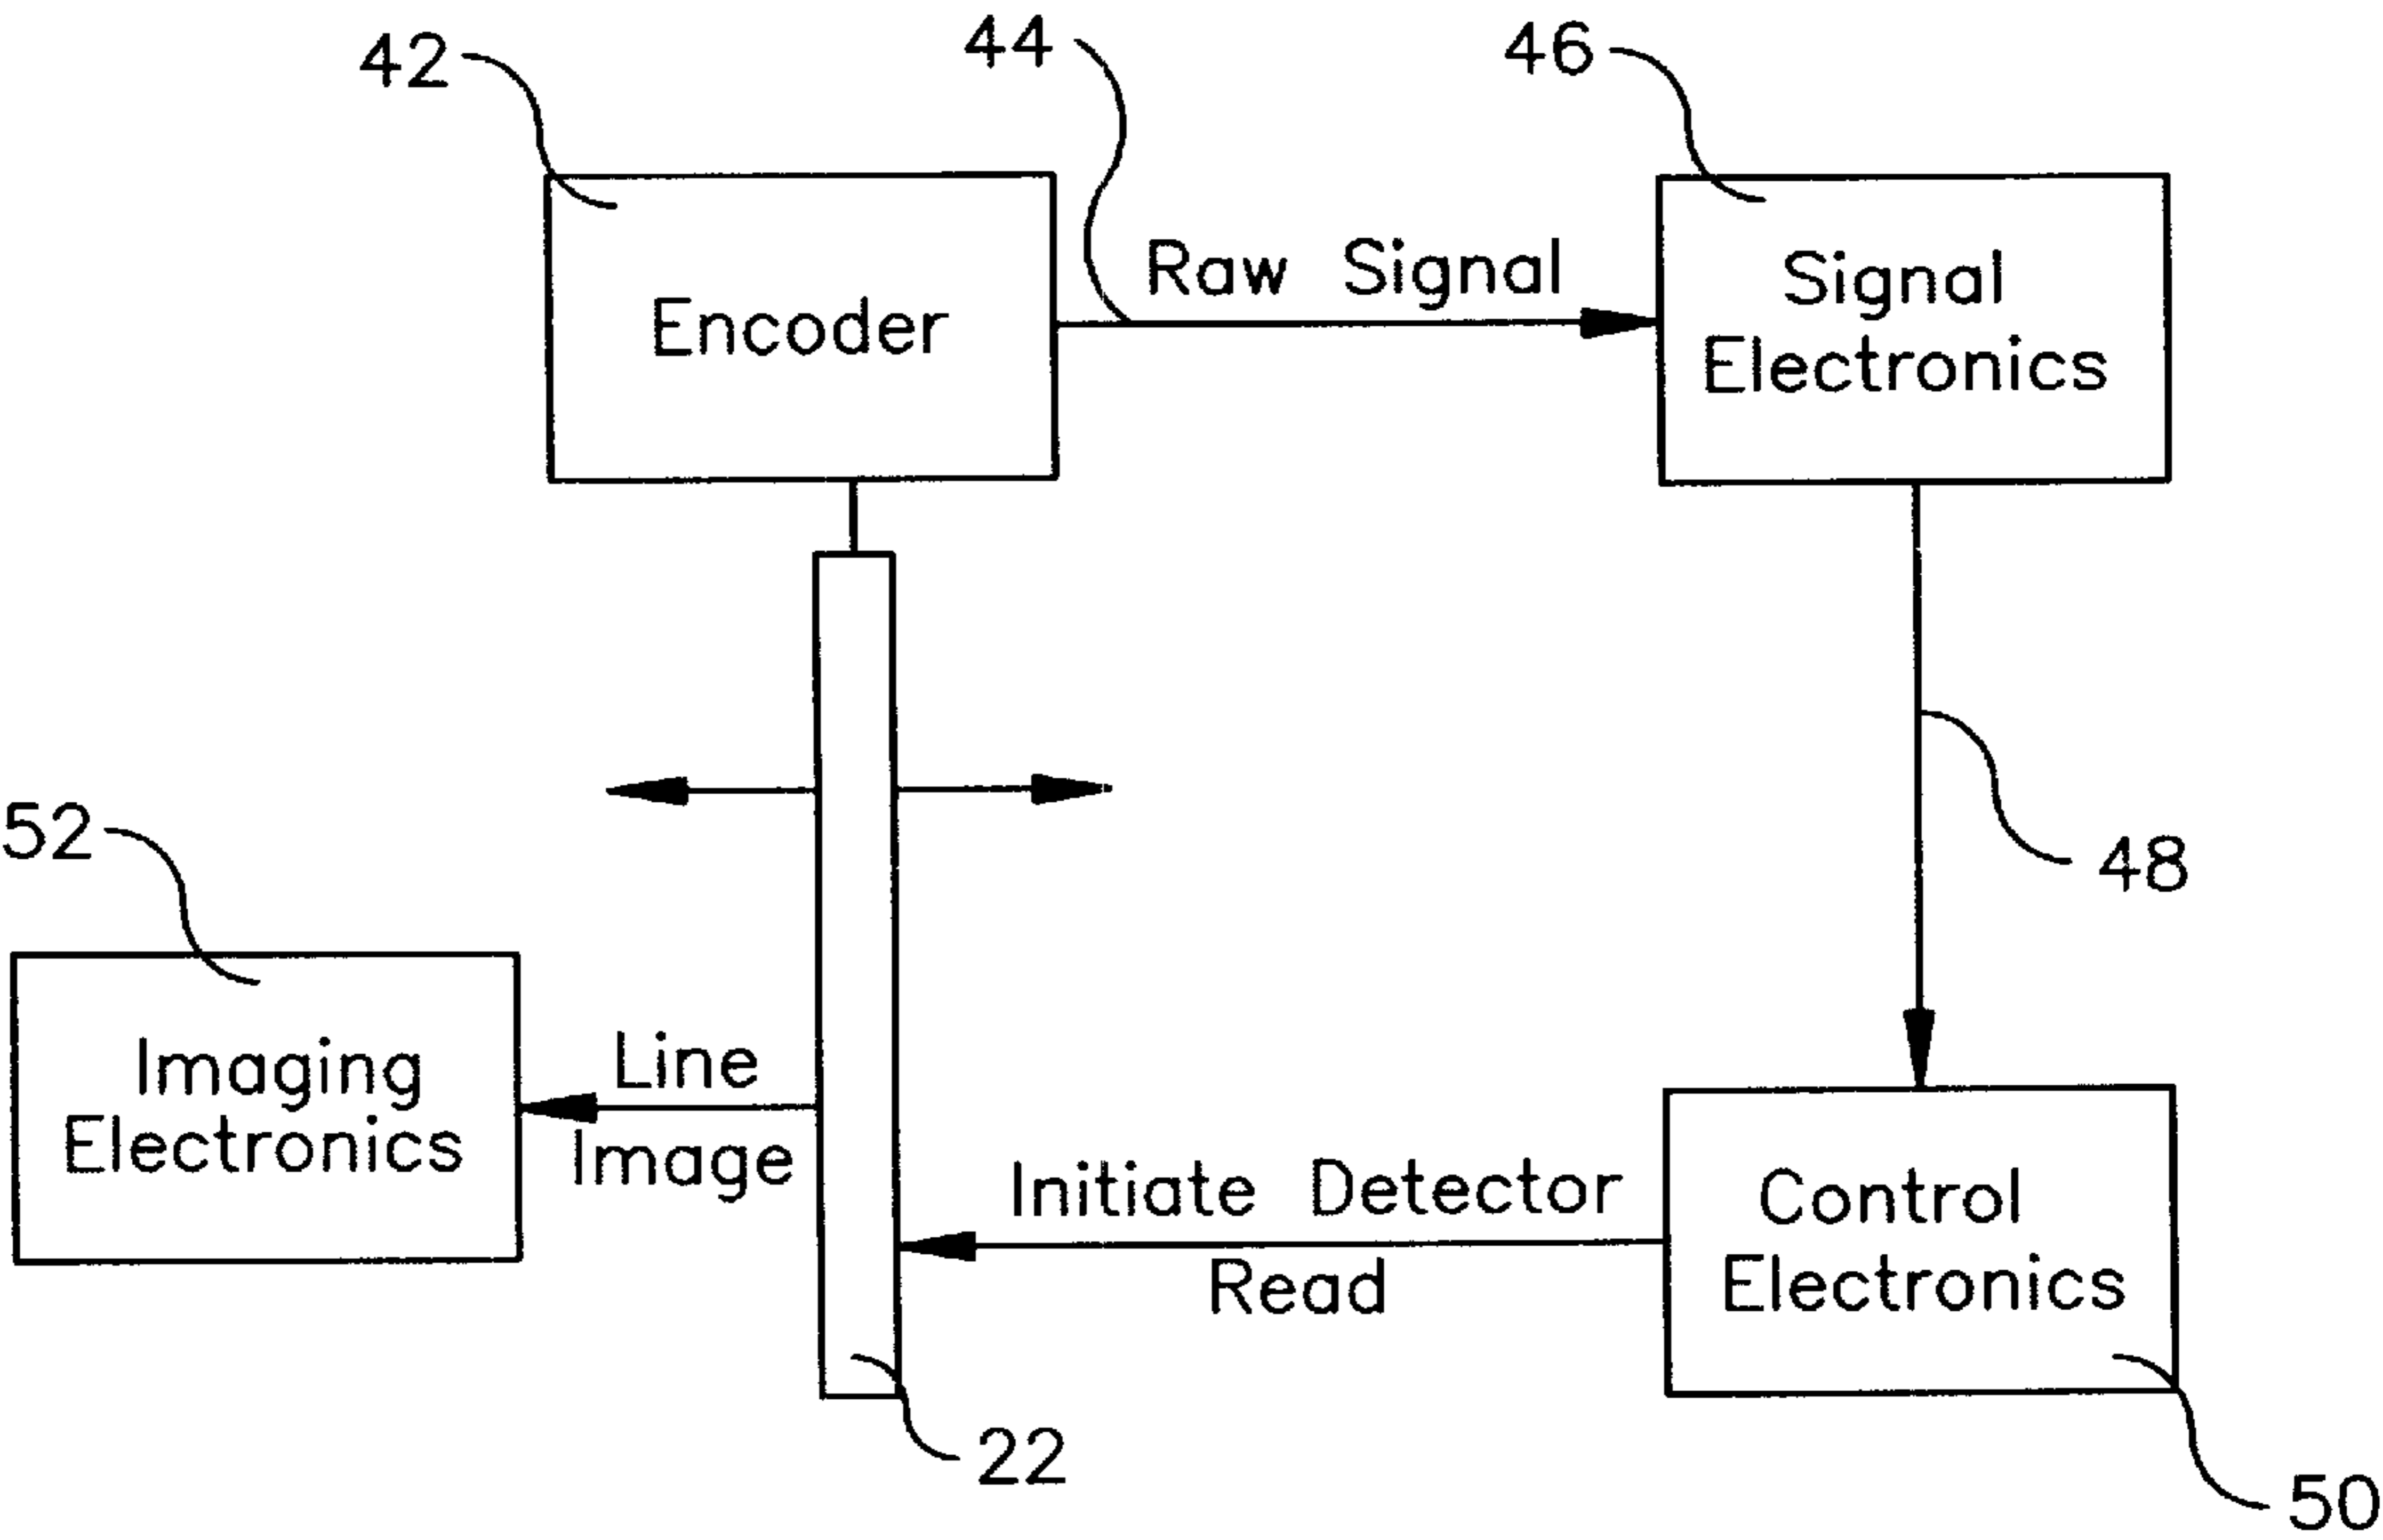 42
44
46
Encoder
Raw Signal
Signal
Electronics
52
48
Imaging
Electronics
Line
Image
Initiate Detector
Read
Control
Electronics
22
50